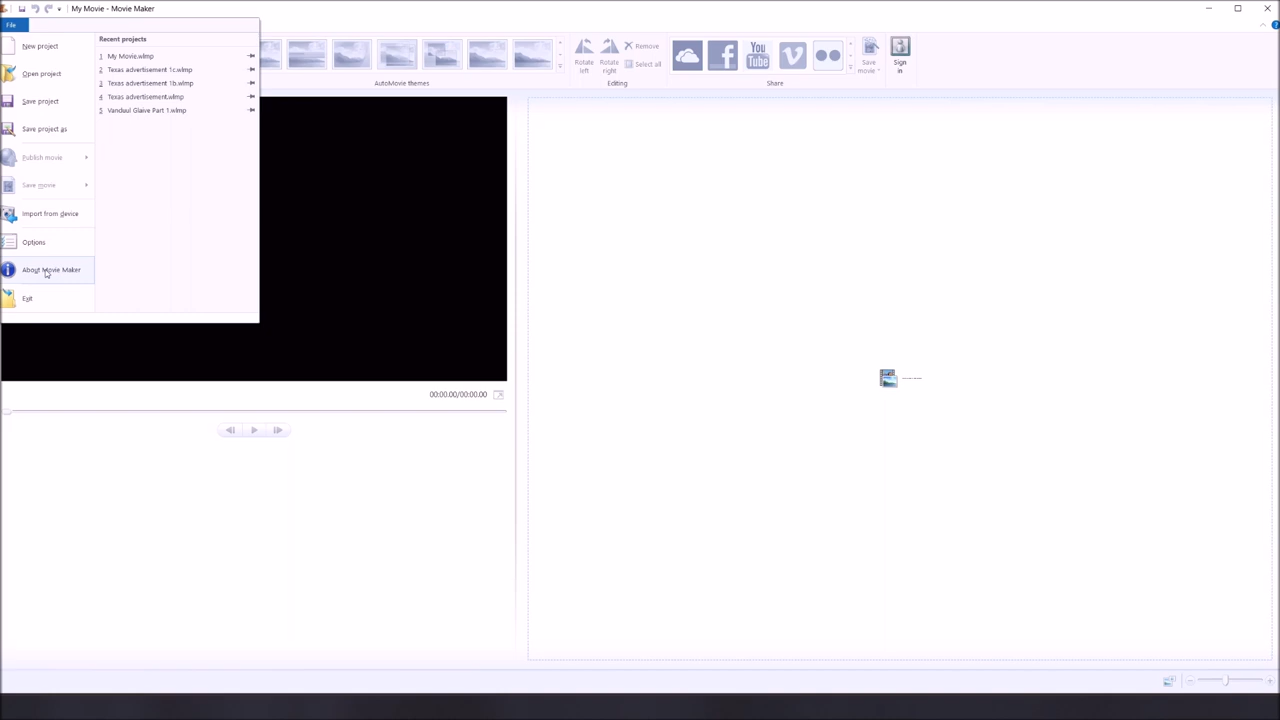 My Movie - Movie Maker
File
New project
Open project
Save project
Save project as
Publish movie
Save movie
Import from device
Options
About Movie Maker
Exit
Recent projects
1 My Movie.wlmp
2 Texas advertisement 1c.wlmp
3 Texas advertisement 1b.wlmp
4 Texas advertisement.wlmp
5 Vanduul Glaive Part 1.wlmp
AutoMovie themes
Rotate left
Rotate right
Remove
Select all
Editing
You Tube
Share
Save movie
Sign in
00:00.00/00:00.00